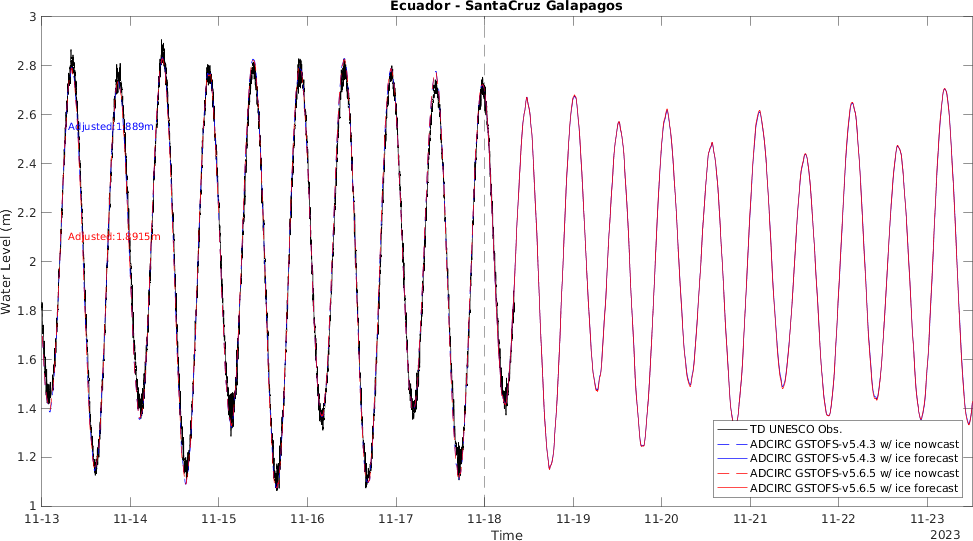 Ecuador - SantaCruz Galapagos
3
2.8
2.6
2.4
2.2
2
1.8
1.6
1.4
1.2
1
Water Level (m)
Adjusted:1.889m
Adjusted:1.8915m
TD UNESCO Obs.
ADCIRC GSTOFS-v5.4.3 w/ ice nowcast
ADCIRC GSTOFS-v5.4.3 w/ ice forecast
ADCIRC GSTOFS-v5.6.5 w/ ice nowcast
ADCIRC GSTOFS-v5.6.5 w/ ice forecast
11-13 11-14 11-15 11-16 11-17 11-18 11-19 11-20 11-21 11-22 11-23
Time
2023